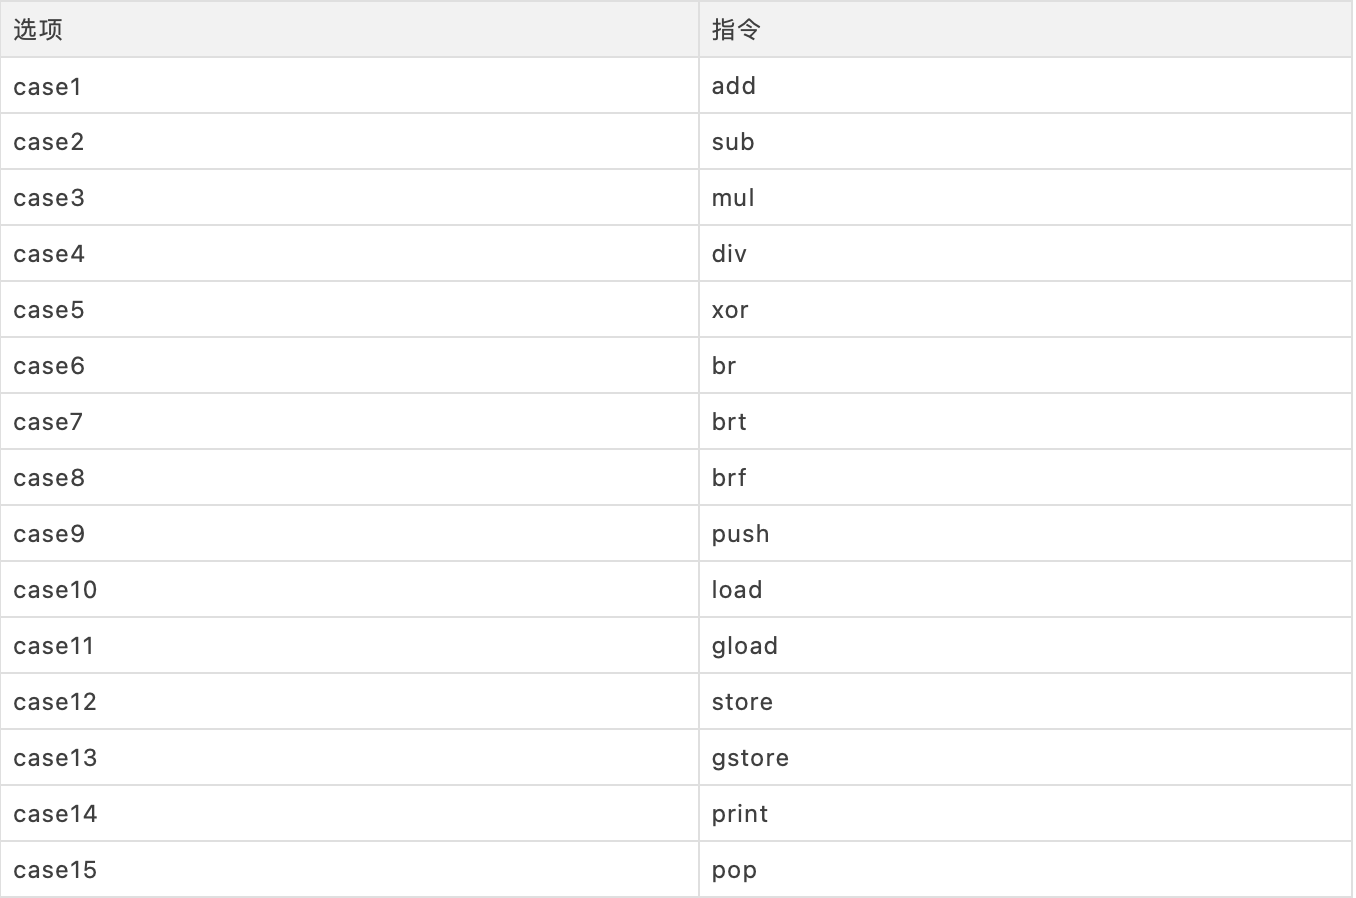 选项 指令
case1 add
case2 sub
case3 mul
case4 div
case5 xor
case6 br
case7 brt
case8 brf
case9 push
case10 load
case11 gload
case12 store
case13 gstore
case14 print
case15 pop